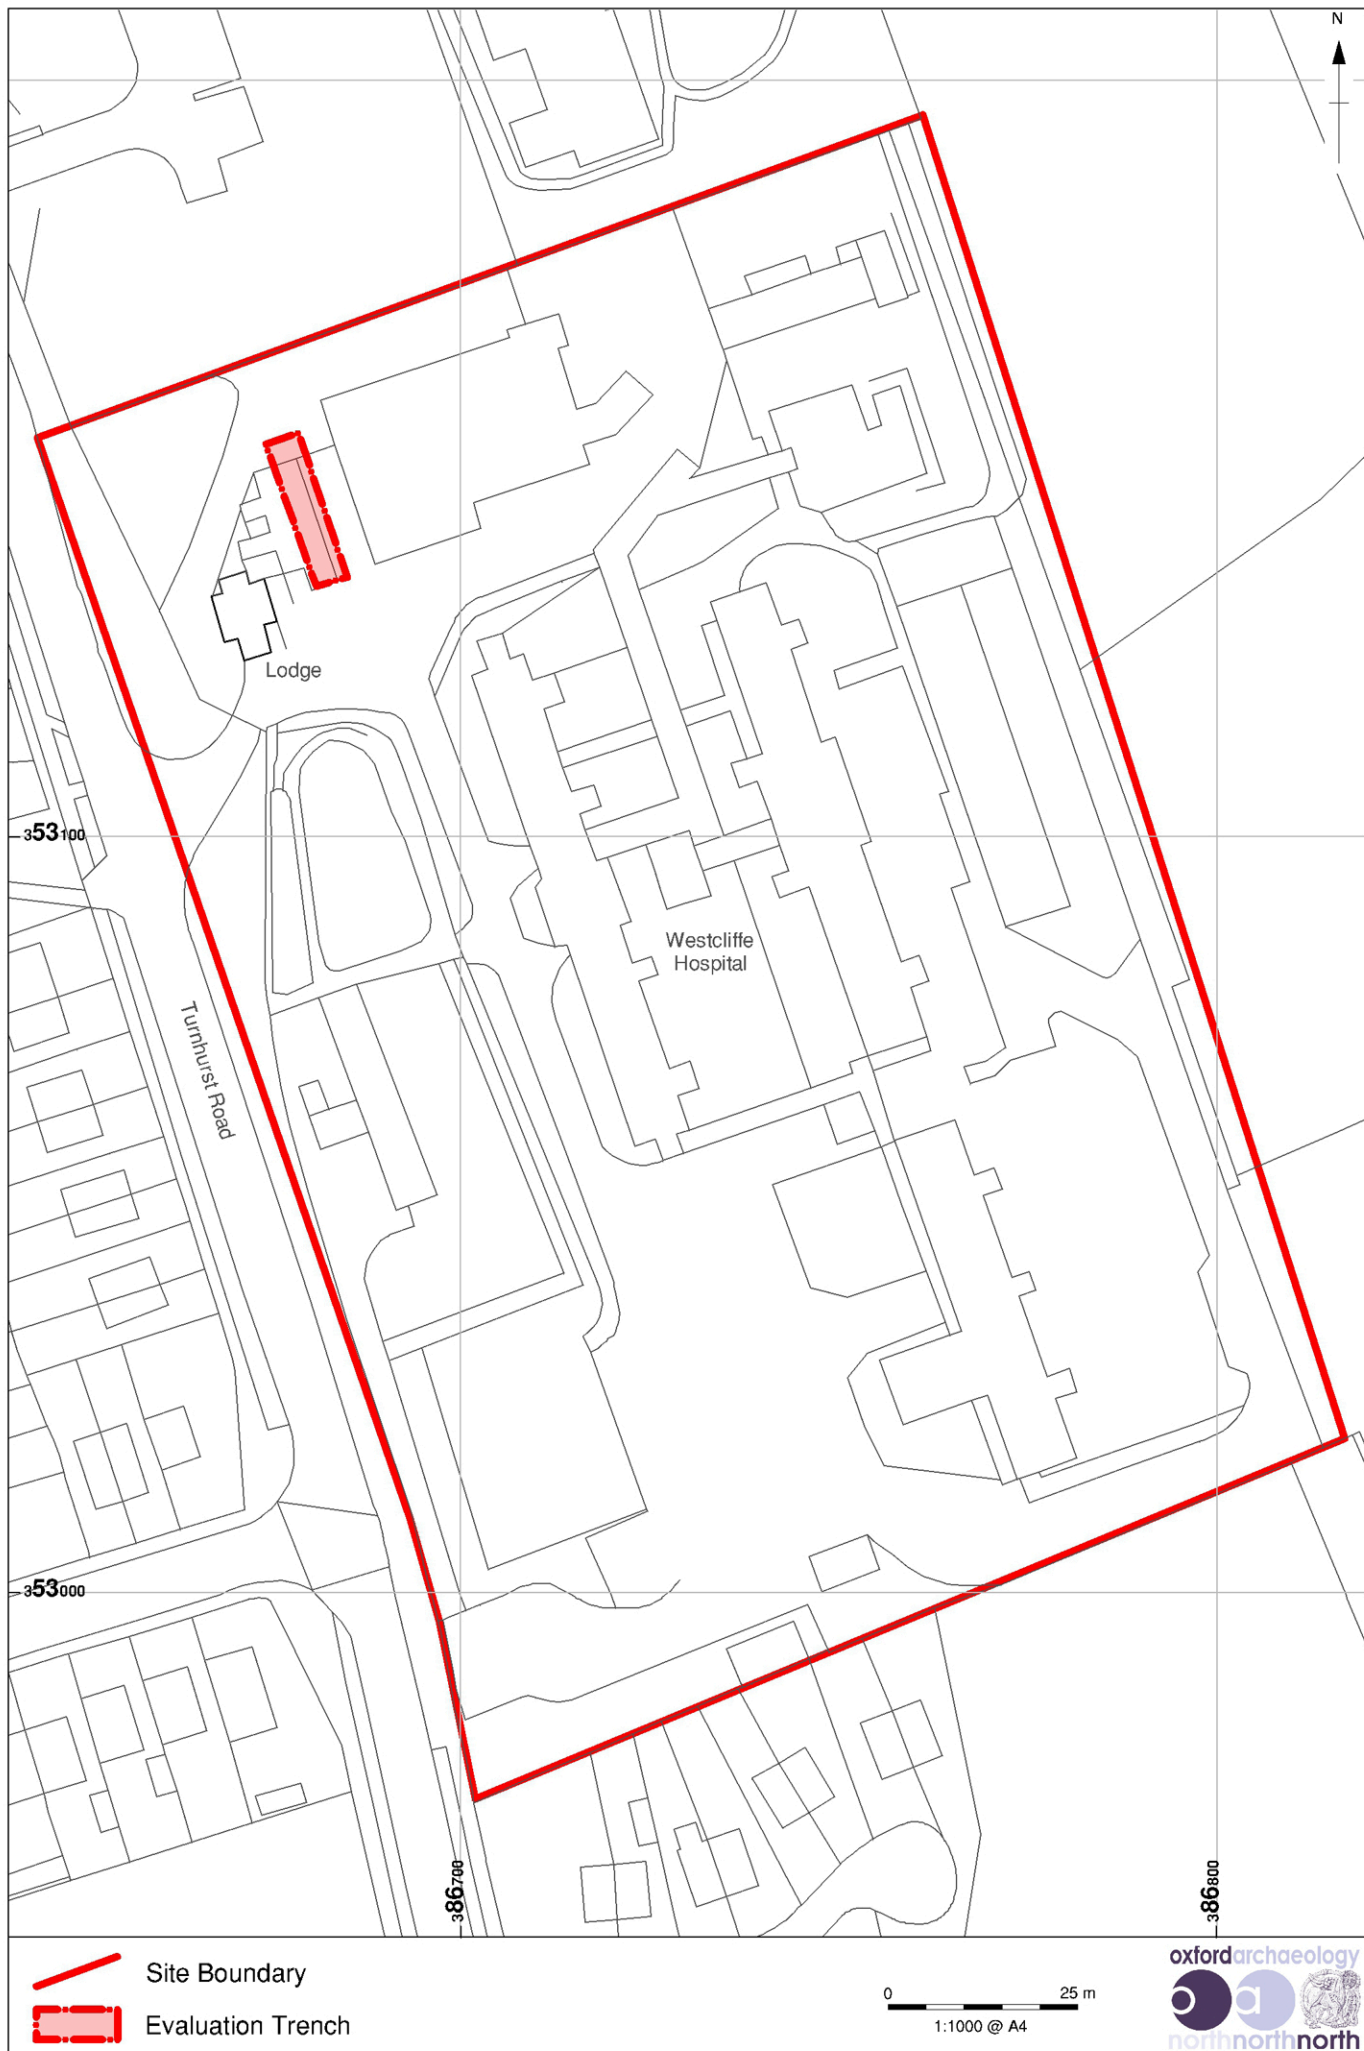 N
Lodge
353100
Westcliffe
Hospital
Turnhurst Road
353000
386700
386800
Site Boundary
Evaluation Trench
0
25 m
1:1000 @ A4
oxfordarchaeology
oa
northnorthnorth